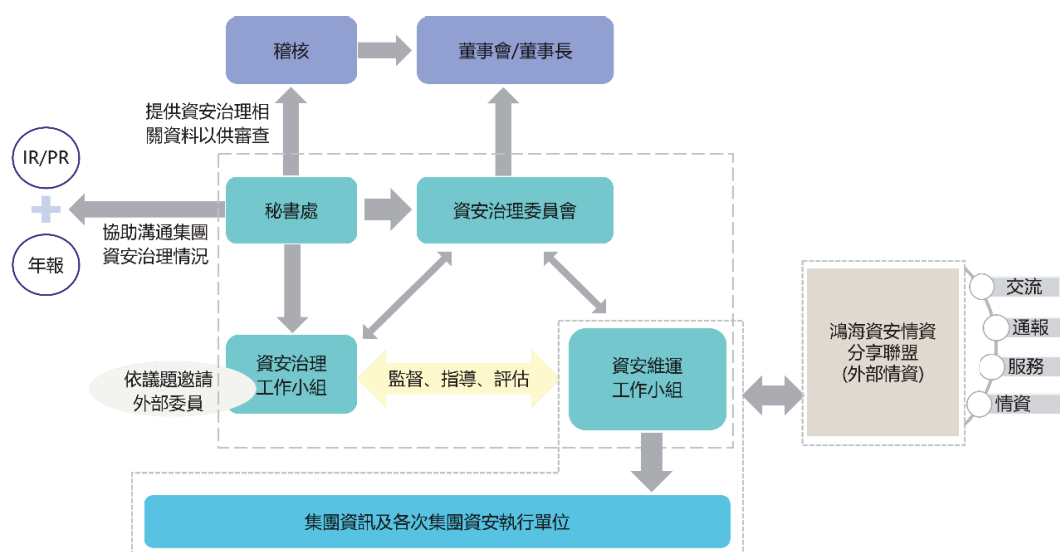 稽核
董事會/董事長
提供資安治理相
關資料以供審查
IR/PR
年報
協助溝通集團
資安治理情況
秘書處
資安治理委員會
資安治理
工作小組
依議題邀請
外部委員
監督、指導、評估
資安維運
工作小組
鴻海資安情資
分享聯盟
(外部情資)
交流
通報
服務
情資
集團資訊及各次集團資安執行單位